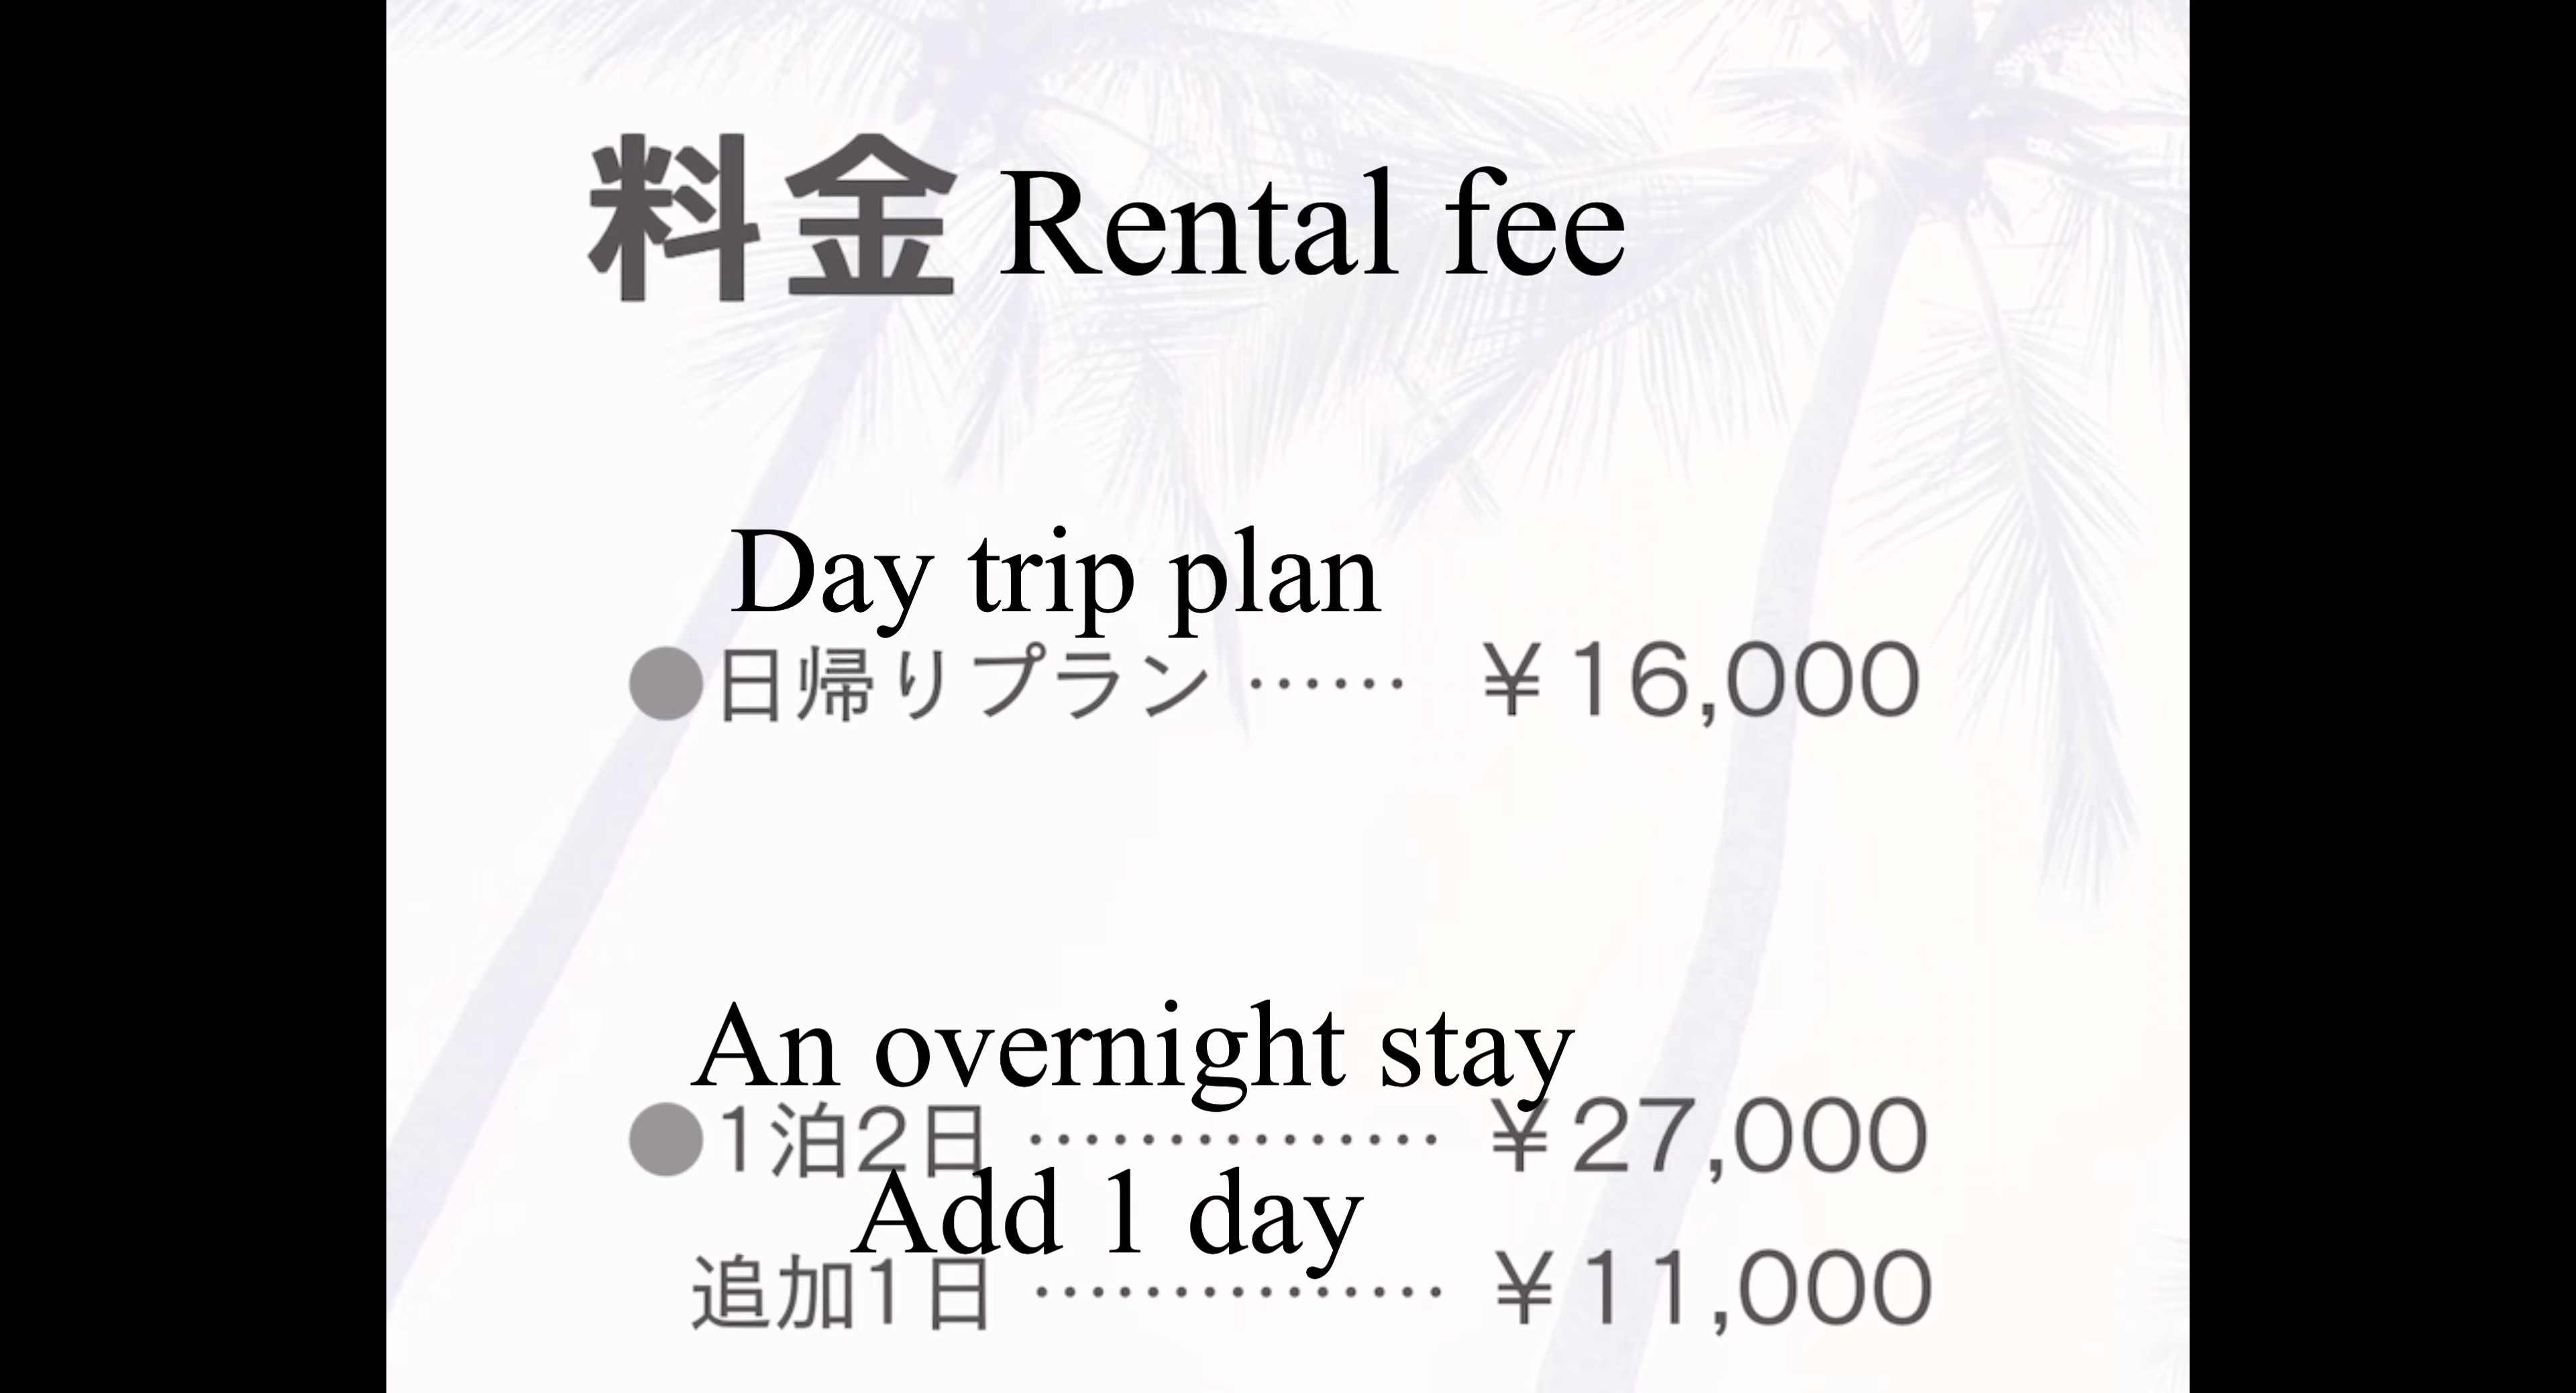 料金 Rental fee
Day trip plan
●日帰りプラン …… ¥16,000
An overnight stay
●1泊2日 …………… ¥27,000
Add 1 day
追加1日 …………… ¥11,000